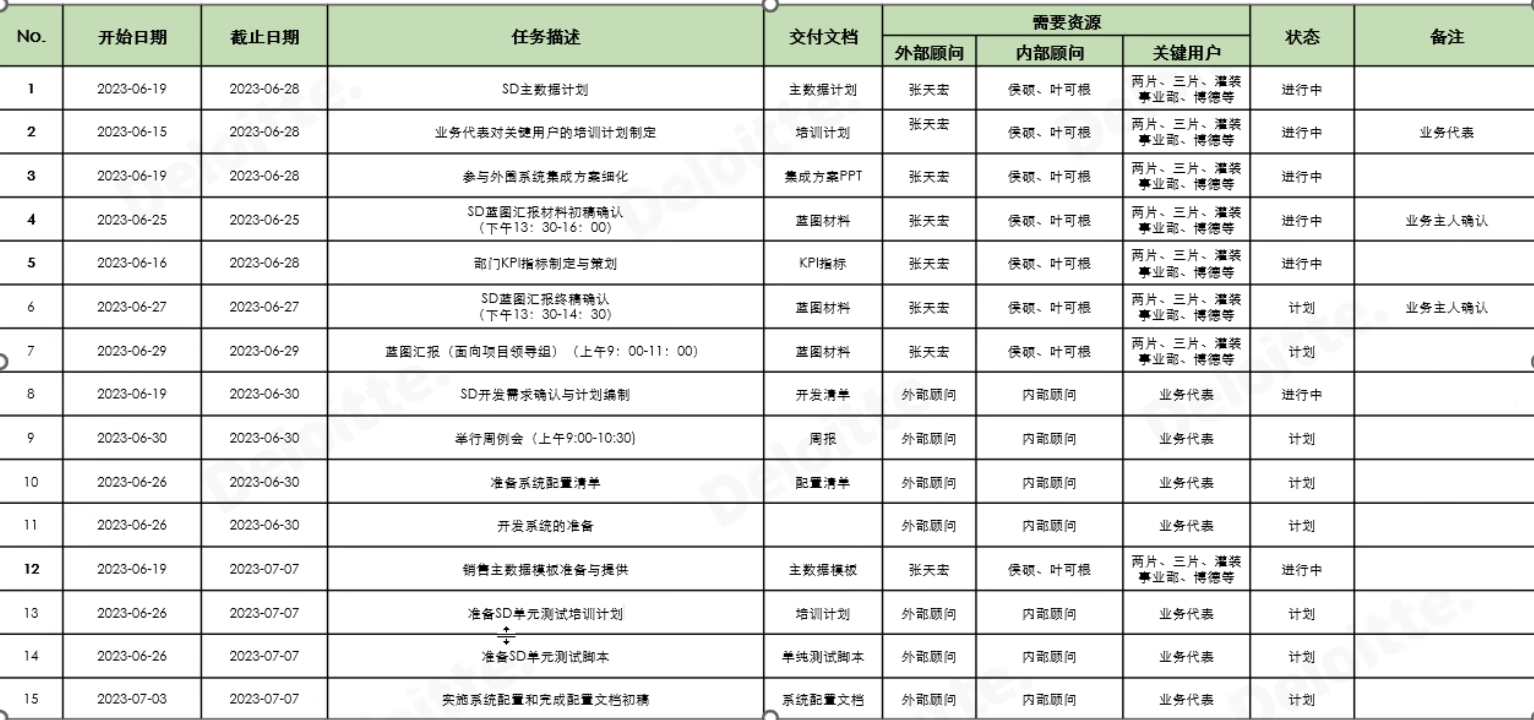 No. 开始日期 截止日期 任务描述 交付文档 需要资源 状态 备注
外部顾问 内部顾问 关键用户
1 2023-06-19 2023-06-28 SD主数据计划 主数据计划 张天宏 侯硕、叶可根 两片、三片、灌装事业部、博德等 进行中
2 2023-06-15 2023-06-28 业务代表对关键用户的培训计划制定 培训计划 张天宏 侯硕、叶可根 两片、三片、灌装事业部、博德等 进行中 业务代表
3 2023-06-19 2023-06-28 参与外围系统集成方案细化 集成方案PPT 张天宏 侯硕、叶可根 两片、三片、灌装事业部、博德等 进行中
4 2023-06-25 2023-06-25 SD蓝图汇报材料初稿确认（下午13：30-16：00） 蓝图材料 张天宏 侯硕、叶可根 两片、三片、灌装事业部、博德等 进行中 业务主人确认
5 2023-06-16 2023-06-28 部门KPI指标制定与策划 KPI指标 张天宏 侯硕、叶可根 两片、三片、灌装事业部、博德等 进行中
6 2023-06-27 2023-06-27 SD蓝图汇报终稿确认（下午13：30-14：30） 蓝图材料 张天宏 侯硕、叶可根 两片、三片、灌装事业部、博德等 计划 业务主人确认
7 2023-06-29 2023-06-29 蓝图汇报（面向项目领导组）（上午9：00-11：00） 蓝图材料 张天宏 侯硕、叶可根 两片、三片、灌装事业部、博德等 计划
8 2023-06-19 2023-06-30 SD开发需求确认与计划编制 开发清单 外部顾问 内部顾问 业务代表 进行中
9 2023-06-30 2023-06-30 举行周例会（上午9:00-10:30) 周报 外部顾问 内部顾问 业务代表 计划
10 2023-06-26 2023-06-30 准备系统配置清单 配置清单 外部顾问 内部顾问 业务代表 计划
11 2023-06-26 2023-06-30 开发系统的准备 外部顾问 内部顾问 业务代表 计划
12 2023-06-19 2023-07-07 销售主数据模板准备与提供 主数据模板 张天宏 侯硕、叶可根 两片、三片、灌装事业部、博德等 进行中
13 2023-06-26 2023-07-07 准备SD单元测试培训计划 培训计划 外部顾问 内部顾问 业务代表 计划
14 2023-06-26 2023-07-07 准备SD单元测试脚本 单纯测试脚本 外部顾问 内部顾问 业务代表 计划
15 2023-07-03 2023-07-07 实施系统配置和完成配置文档初稿 系统配置文档 外部顾问 内部顾问 业务代表 计划
Deloitte.